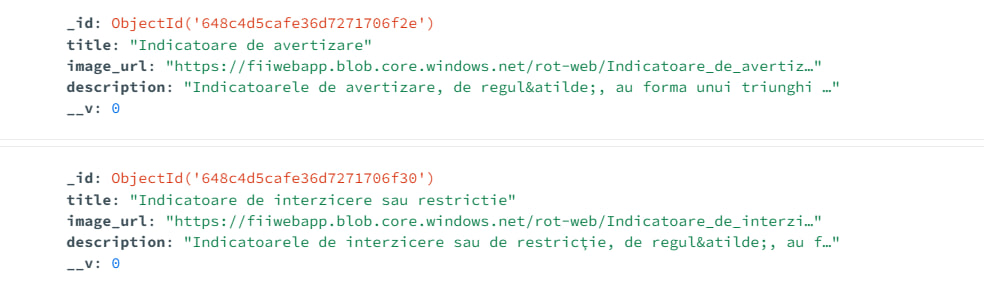 _id: ObjectId('648c4d5cafe36d7271706f2e')
title: "Indicatoare de avertizare"
image_url: "https://fiiwebapp.blob.core.windows.net/rot-web/Indicatoare_de_avertiz…"
description: "Indicatoarele de avertizare, de regul&atilde;, au forma unui triunghi …"
__v: 0
_id: ObjectId('648c4d5cafe36d7271706f30')
title: "Indicatoare de interzicere sau restrictie"
image_url: "https://fiiwebapp.blob.core.windows.net/rot-web/Indicatoare_de_interzi…"
description: "Indicatoarele de interzicere sau de restricţie, de regul&atilde;, au f…"
__v: 0